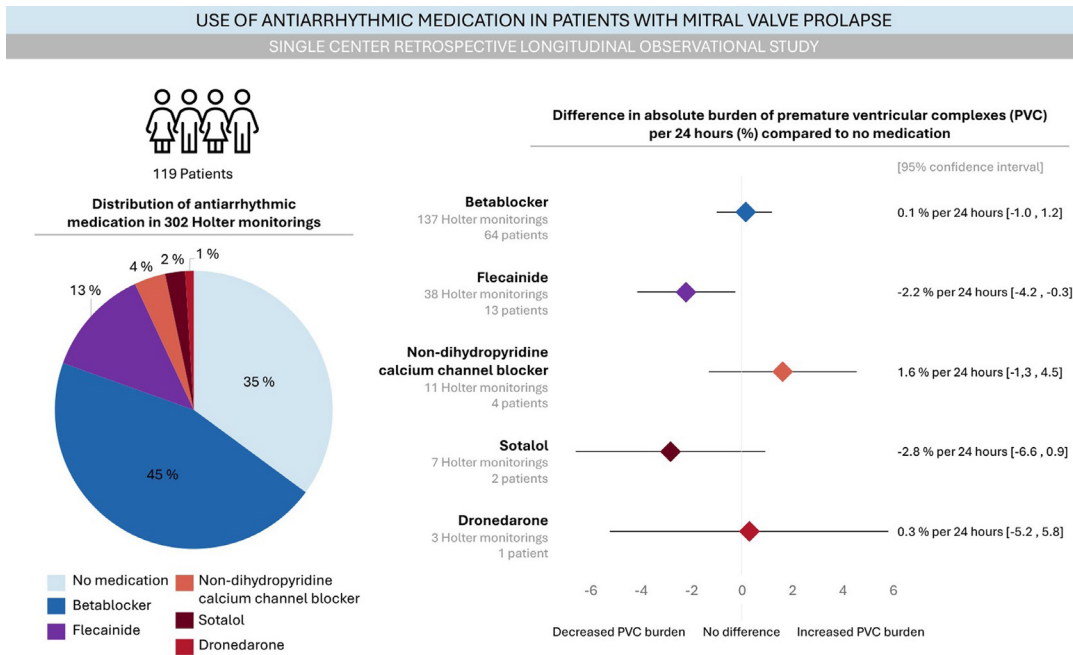 USE OF ANTIARRHYTHMIC MEDICATION IN PATIENTS WITH MITRAL VALVE PROLAPSE
SINGLE CENTER RETROSPECTIVE LONGITUDINAL OBSERVATIONAL STUDY
119 Patients
Distribution of antiarrhythmic
medication in 302 Holter monitorings
1 %
2 %
4 %
13 %
35 %
45 %
No medication
Betablocker
Flecainide
Non-dihydropyridine
calcium channel blocker
Sotalol
Dronedarone
Difference in absolute burden of premature ventricular complexes (PVC)
per 24 hours (%) compared to no medication
[95% confidence interval]
Betablocker
137 Holter monitorings
64 patients
0.1 % per 24 hours [-1.0 , 1.2]
Flecainide
38 Holter monitorings
13 patients
-2.2 % per 24 hours [-4.2 , -0.3]
Non-dihydropyridine
calcium channel blocker
11 Holter monitorings
4 patients
1.6 % per 24 hours [-1,3 , 4.5]
Sotalol
7 Holter monitorings
2 patients
-2.8 % per 24 hours [-6.6 , 0.9]
Dronedarone
3 Holter monitorings
1 patient
0.3 % per 24 hours [-5.2 , 5.8]
-6 -4 -2 0 2 4 6
Decreased PVC burden No difference Increased PVC burden